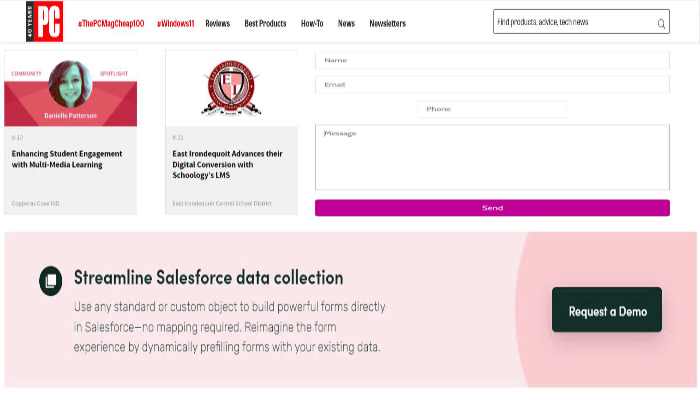 40 YEARS
PC
#ThePCMagCheap100
#Windows11
Reviews
Best Products
How-To
News
Newsletters
Find products, advice, tech news
COMMUNITY
SPOTLIGHT
Danielle Patterson
K-12
Enhancing Student Engagement
with Multi-Media Learning
Copperas Cove ISD
EAST IRONDEQUOIT
E I
K-12
East Irondequoit Advances their
Digital Conversion with
Schoology's LMS
East Irondequoit Central School District
Name
Email
Phone
Message
Send
Streamline Salesforce data collection
Use any standard or custom object to build powerful forms directly
in Salesforce—no mapping required. Reimagine the form
experience by dynamically prefilling forms with your existing data.
Request a Demo